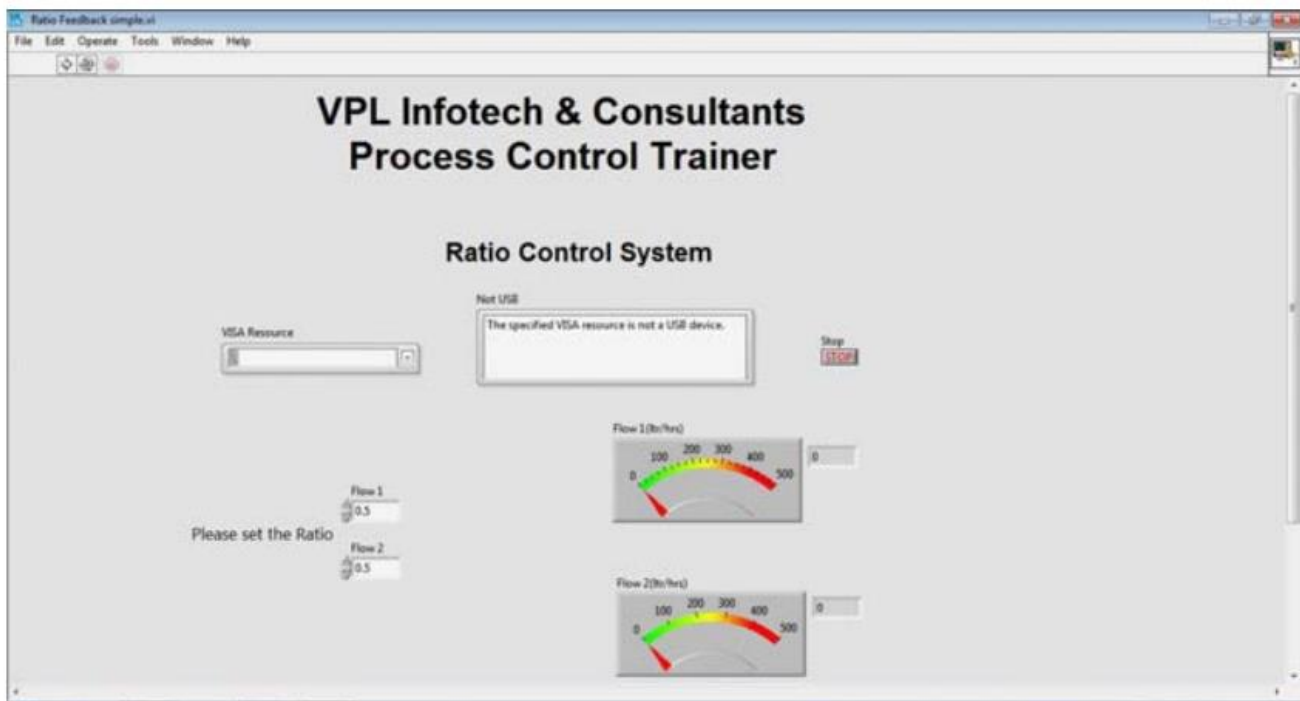 Ratio Feedback simple.vi
File Edit Operate Tools Window Help
VPL Infotech & Consultants
Process Control Trainer
Ratio Control System
Not USB
The specified VISA resource is not a USB device.
VISA Resource
Stop
STOP
Flow 1(ltr/hrs)
0 100 200 300 400 500
0
Flow 1
0.5
Please set the Ratio
Flow 2
0.5
Flow 2(ltr/hrs)
0 100 200 300 400 500
0